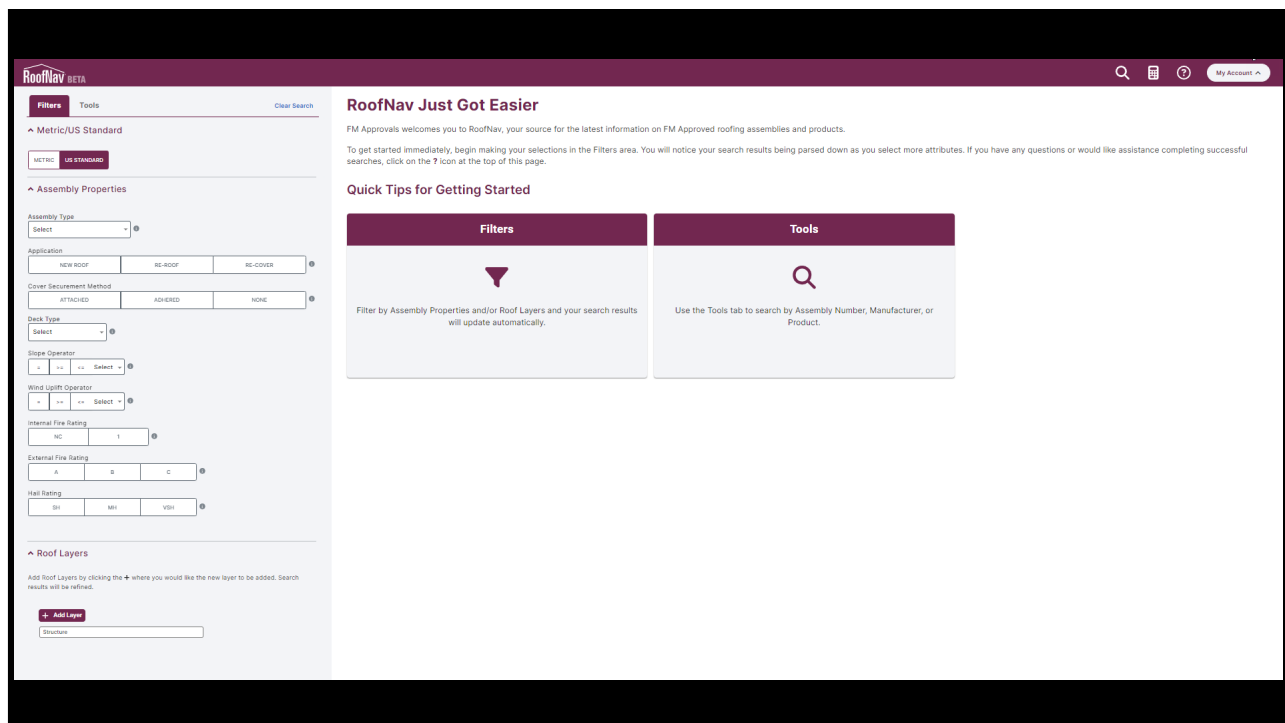 RoofNav BETA
My Account
Filters Tools Clear Search
Metric/US Standard
METRIC US STANDARD
Assembly Properties
Assembly Type
Select
Application
NEW ROOF RE-ROOF RE-COVER
Cover Securement Method
ATTACHED ADHERED NONE
Deck Type
Select
Slope Operator
= >= <= Select
Wind Uplift Operator
= >= <= Select
Internal Fire Rating
NC 1
External Fire Rating
A B C
Hail Rating
SH MH VSH
Roof Layers
Add Roof Layers by clicking the + where you would like the new layer to be added. Search
results will be refined.
+ Add Layer
Structure
RoofNav Just Got Easier
FM Approvals welcomes you to RoofNav, your source for the latest information on FM Approved roofing assemblies and products.
To get started immediately, begin making your selections in the Filters area. You will notice your search results being parsed down as you select more attributes. If you have any questions or would like assistance completing successful
searches, click on the ? icon at the top of this page.
Quick Tips for Getting Started
Filters
Filter by Assembly Properties and/or Roof Layers and your search results
will update automatically.
Tools
Use the Tools tab to search by Assembly Number, Manufacturer, or
Product.